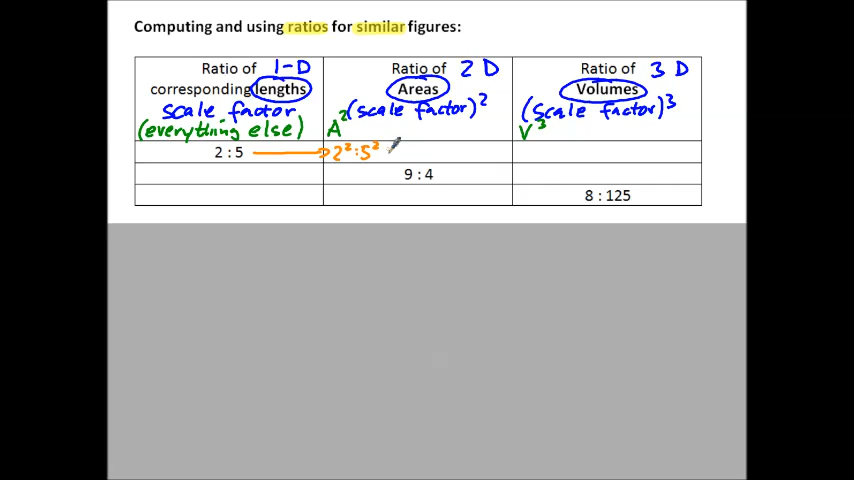 Computing and using ratios for similar figures:
Ratio of 1-D
corresponding lengths
scale factor
(everything else)
Ratio of 2 D
Areas
(scale factor)²
A²
Ratio of 3 D
Volumes
(scale factor)³
V³
2 : 5
2² : 5²
9 : 4
8 : 125